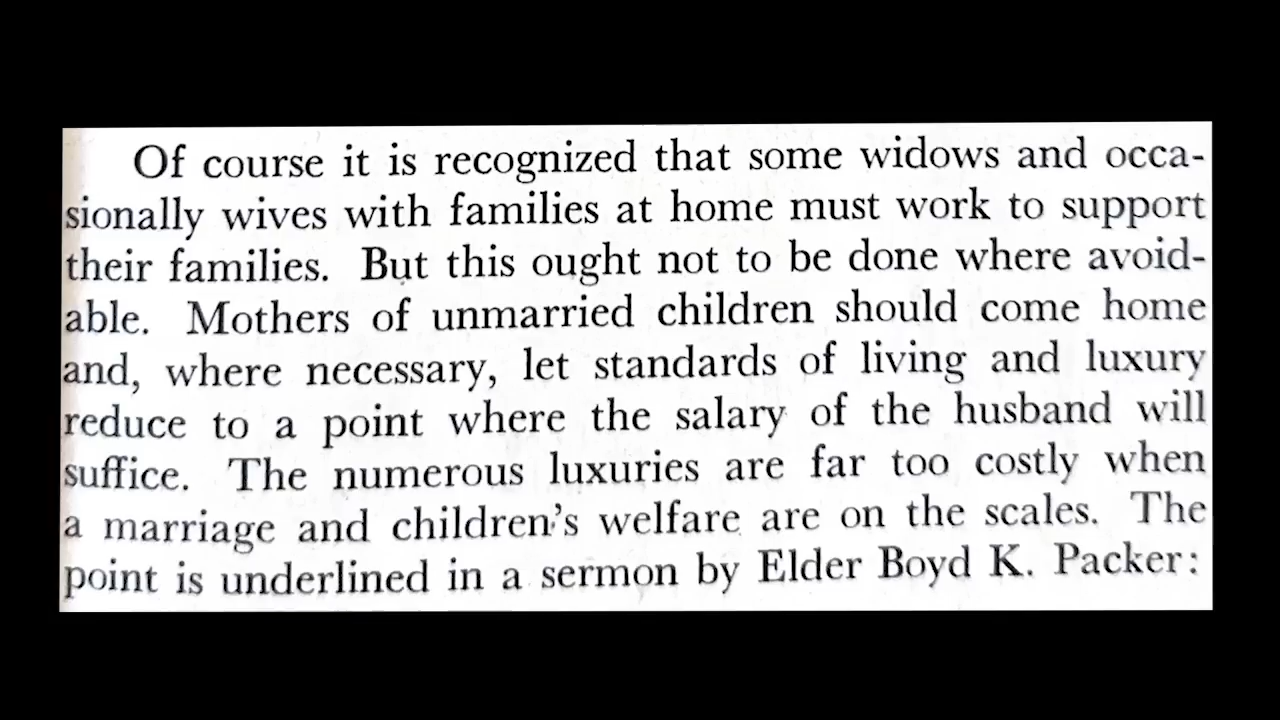 Of course it is recognized that some widows and occa-
sionally wives with families at home must work to support
their families. But this ought not to be done where avoid-
able. Mothers of unmarried children should come home
and, where necessary, let standards of living and luxury
reduce to a point where the salary of the husband will
suffice. The numerous luxuries are far too costly when
a marriage and children's welfare are on the scales. The
point is underlined in a sermon by Elder Boyd K. Packer: